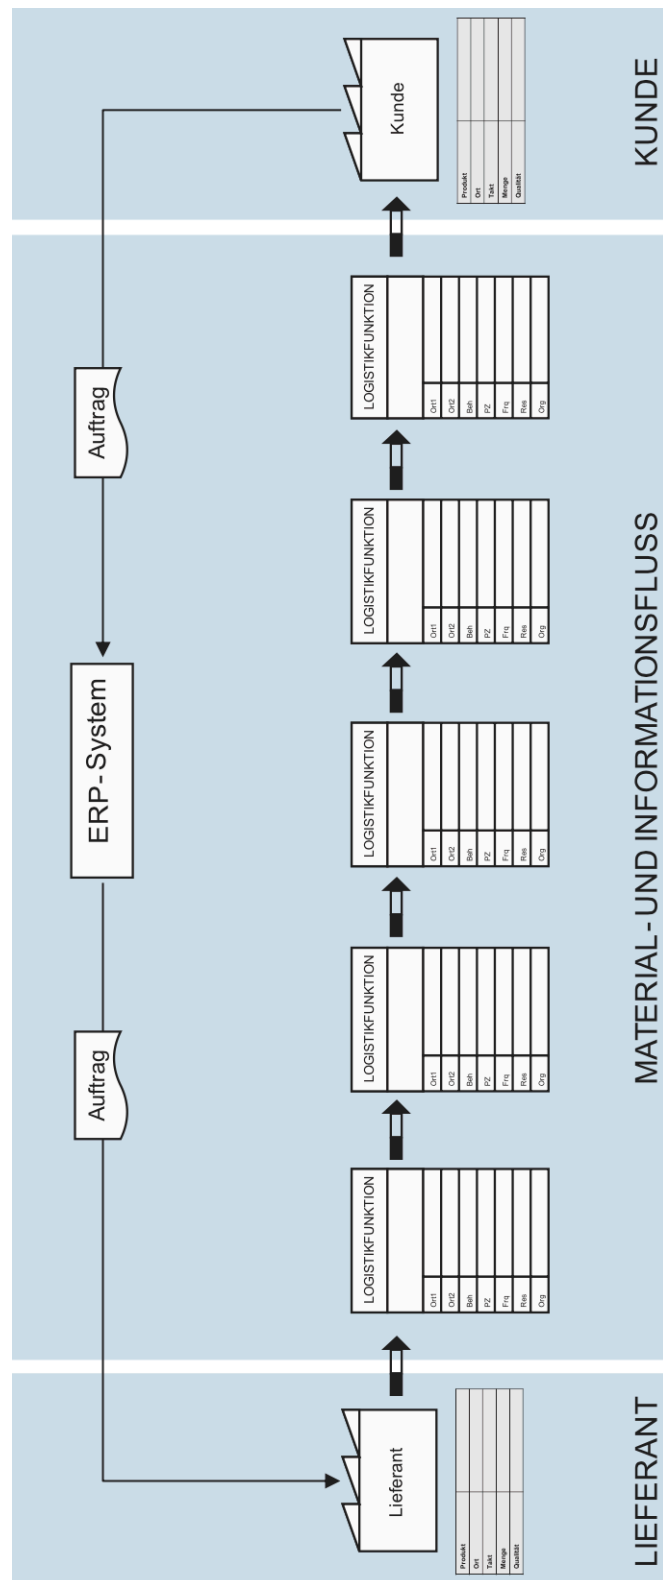 Auftrag
ERP-System
Auftrag
Lieferant
Produkt
Ort
Takt
Menge
Qualität
LOGISTIKFUNKTION
Ort1
Ort2
Beh
PZ
Frq
Res
Org
LOGISTIKFUNKTION
Ort1
Ort2
Beh
PZ
Frq
Res
Org
LOGISTIKFUNKTION
Ort1
Ort2
Beh
PZ
Frq
Res
Org
LOGISTIKFUNKTION
Ort1
Ort2
Beh
PZ
Frq
Res
Org
LOGISTIKFUNKTION
Ort1
Ort2
Beh
PZ
Frq
Res
Org
Kunde
Produkt
Ort
Takt
Menge
Qualität
LIEFERANT
MATERIAL- UND INFORMATIONSFLUSS
KUNDE